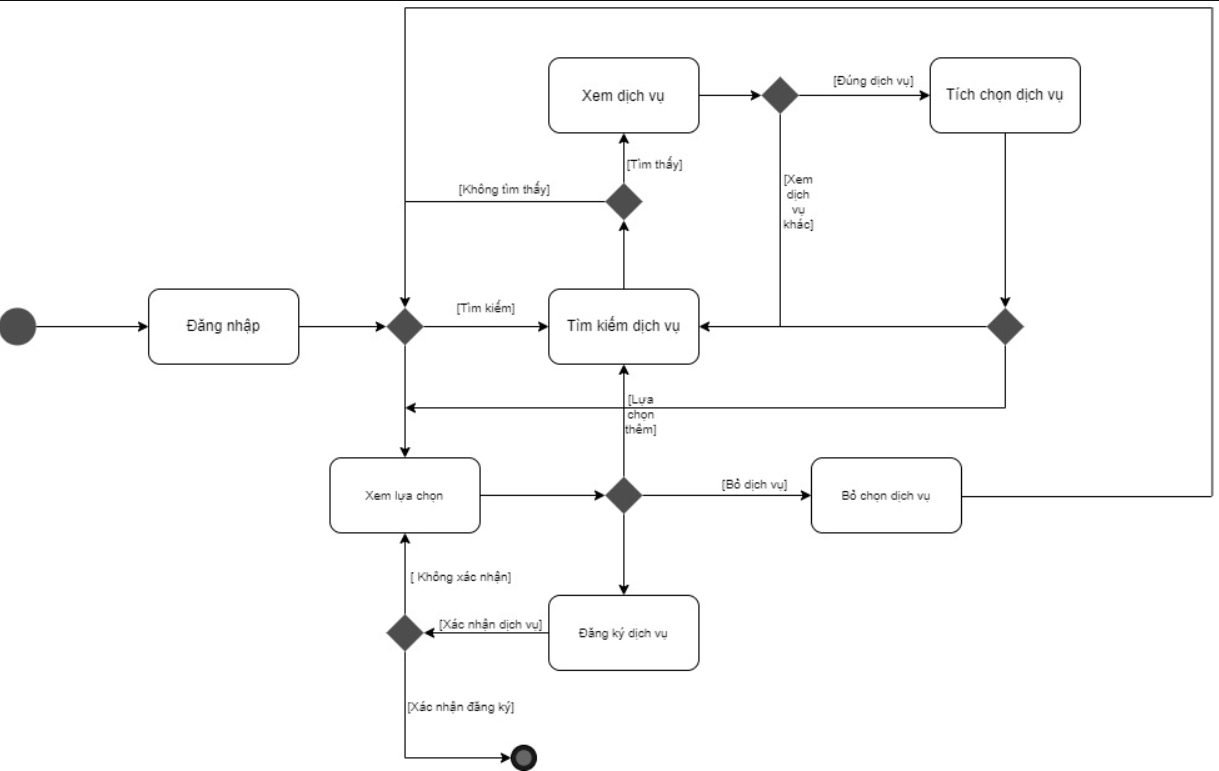 Xem dịch vụ
[Đúng dịch vụ]
Tích chọn dịch vụ
[Tìm thấy]
[Không tìm thấy]
[Xem
dịch
vụ
khác]
Đăng nhập
[Tìm kiếm]
Tìm kiếm dịch vụ
[Lựa
chọn
thêm]
Xem lựa chọn
[Bỏ dịch vụ]
Bỏ chọn dịch vụ
[ Không xác nhận]
[Xác nhận dịch vụ]
Đăng ký dịch vụ
[Xác nhận đăng ký]